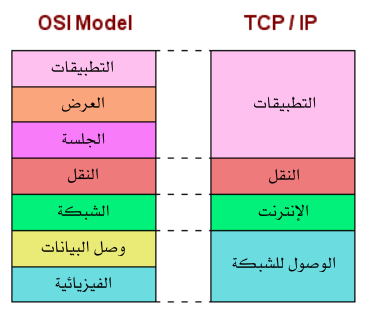 OSI Model
TCP / IP
التطبيقات
العرض
الجلسة
النقل
الشبكة
وصل البيانات
الفيزيائية
التطبيقات
النقل
الإنترنت
الوصول للشبكة